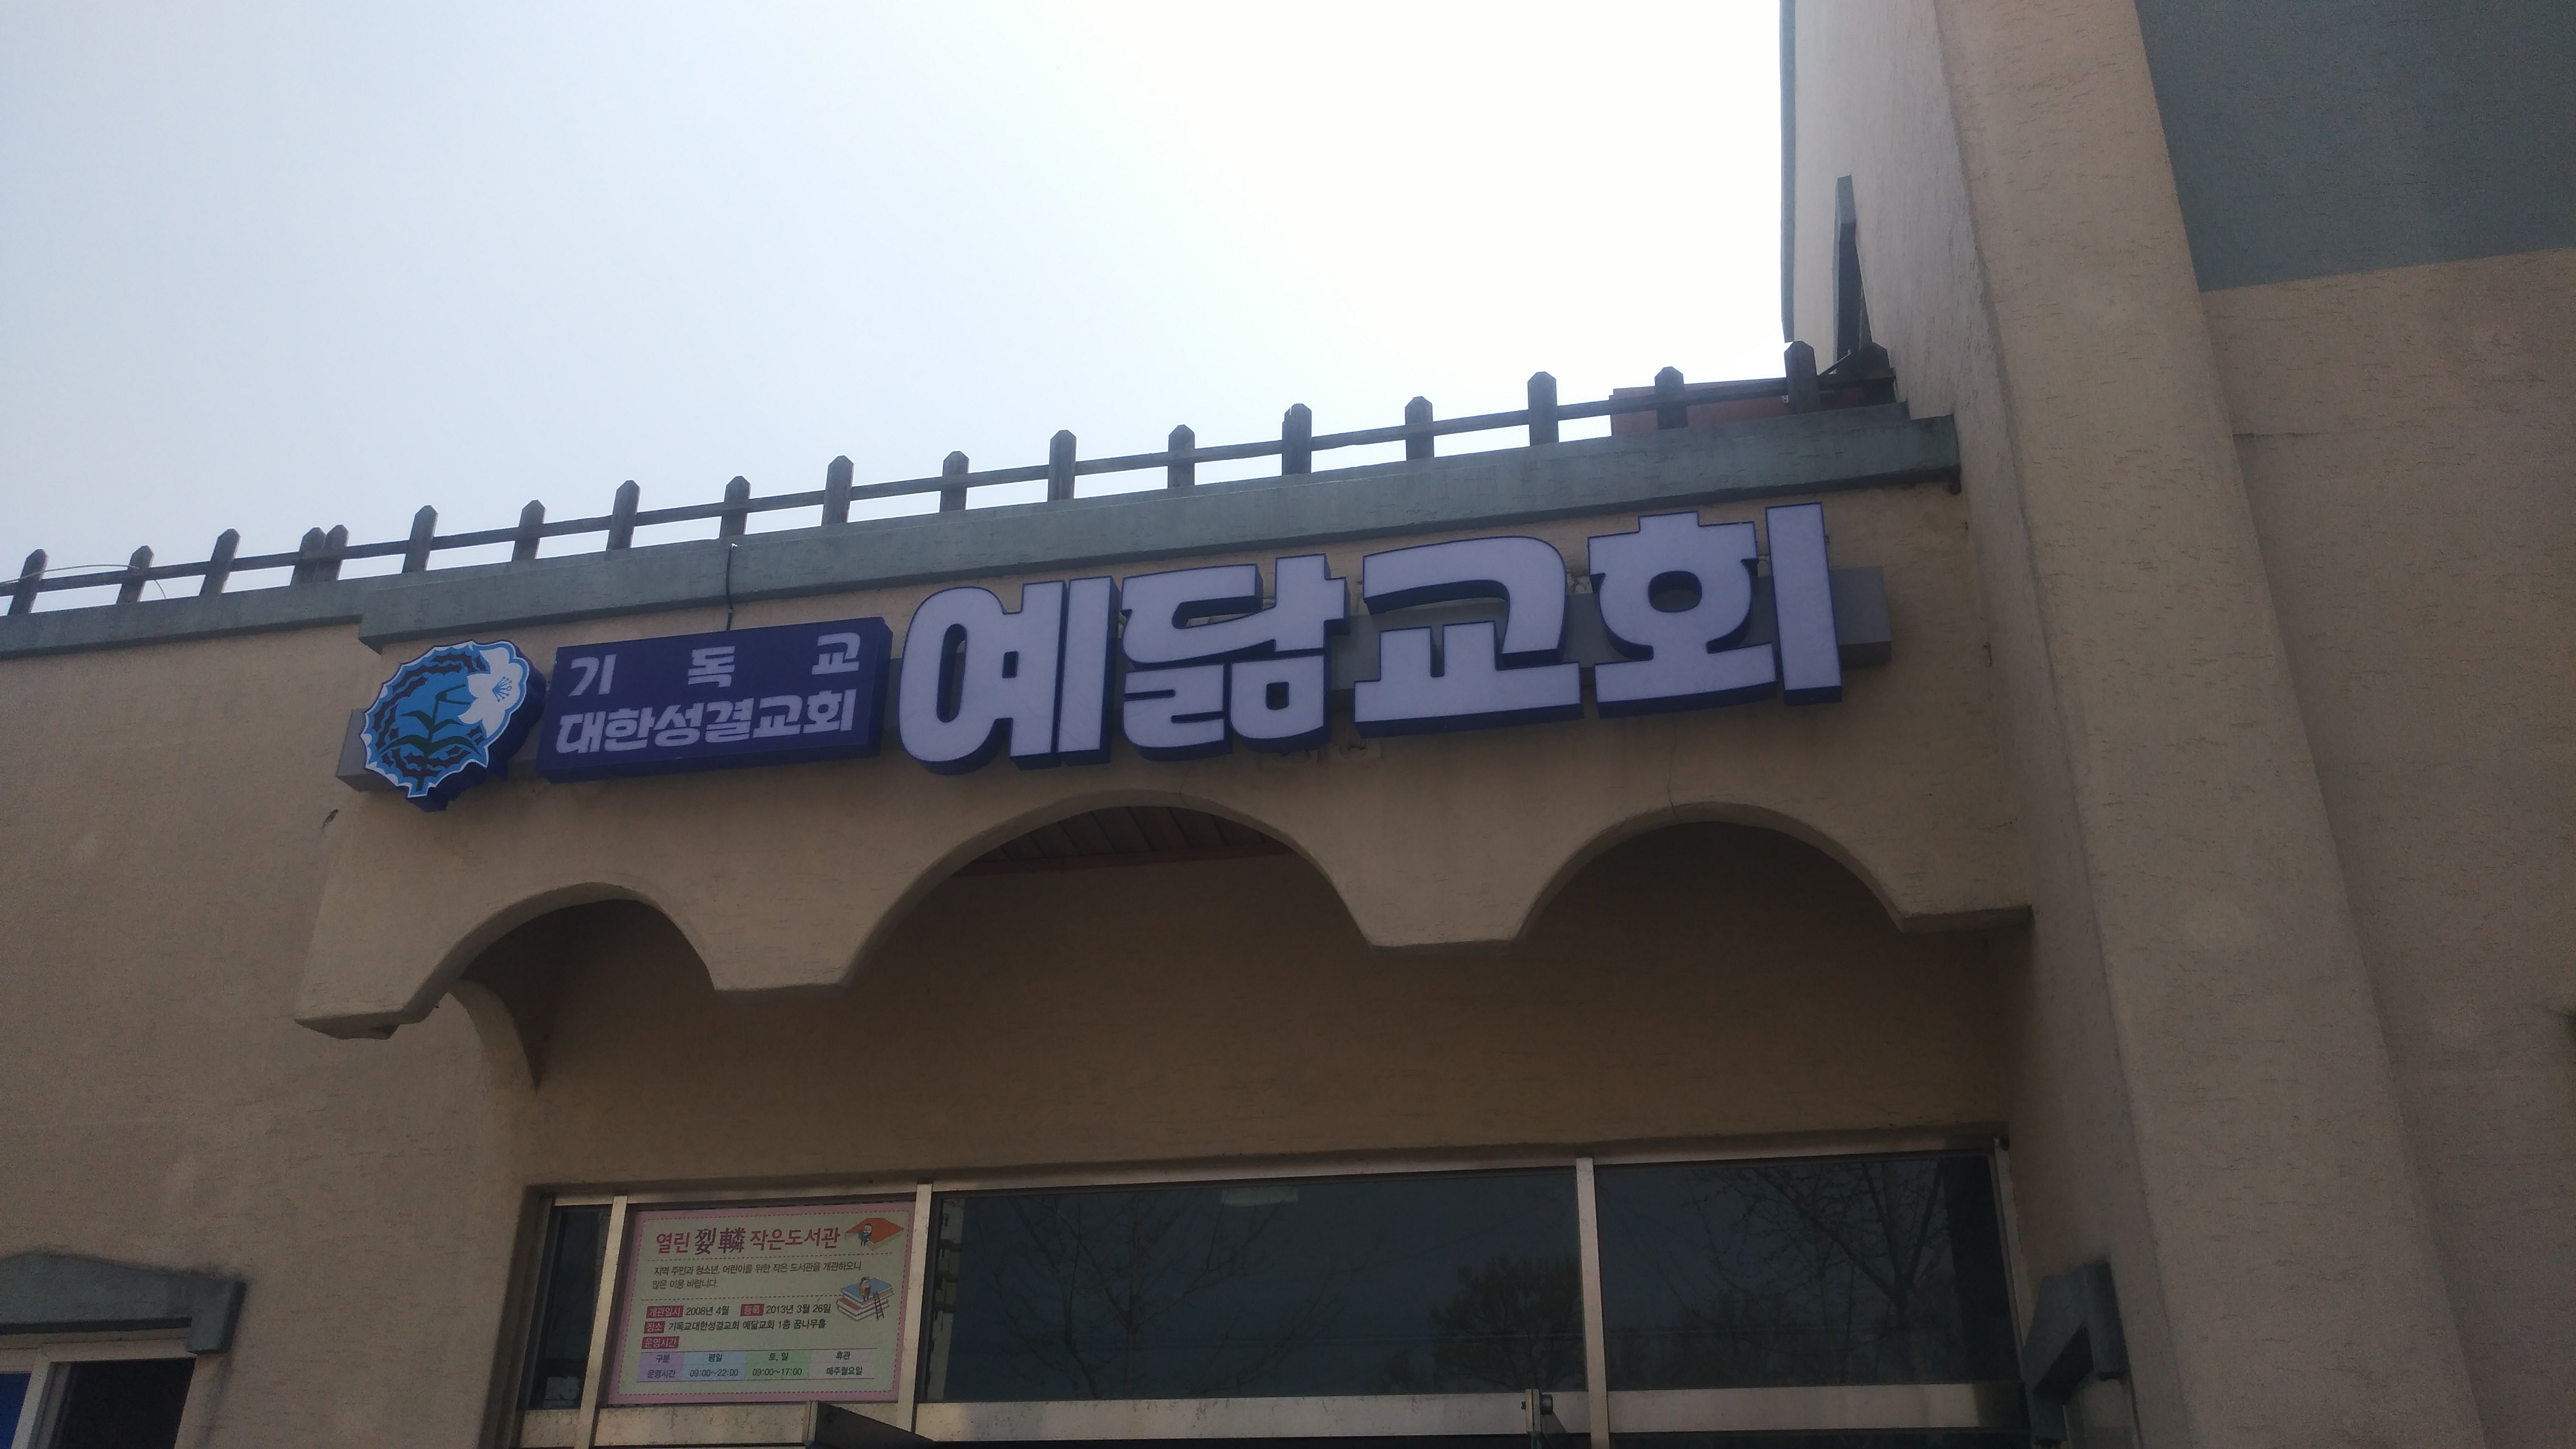 기 독 교
대한성결교회
예닮교회
열린 작은도서관
지역 주민과 청소년, 어린이를 위한 작은 도서관을 개관하오니
많은 이용 바랍니다.
개관일시 2008년 4월 등록 2013년 3월 26일
장소 기독교대한성결교회 예닮교회 1층 꿈나무홀
운영시간
구분 평일 토, 일 휴관
운영시간 09:00~22:00 09:00~17:00 매주월요일